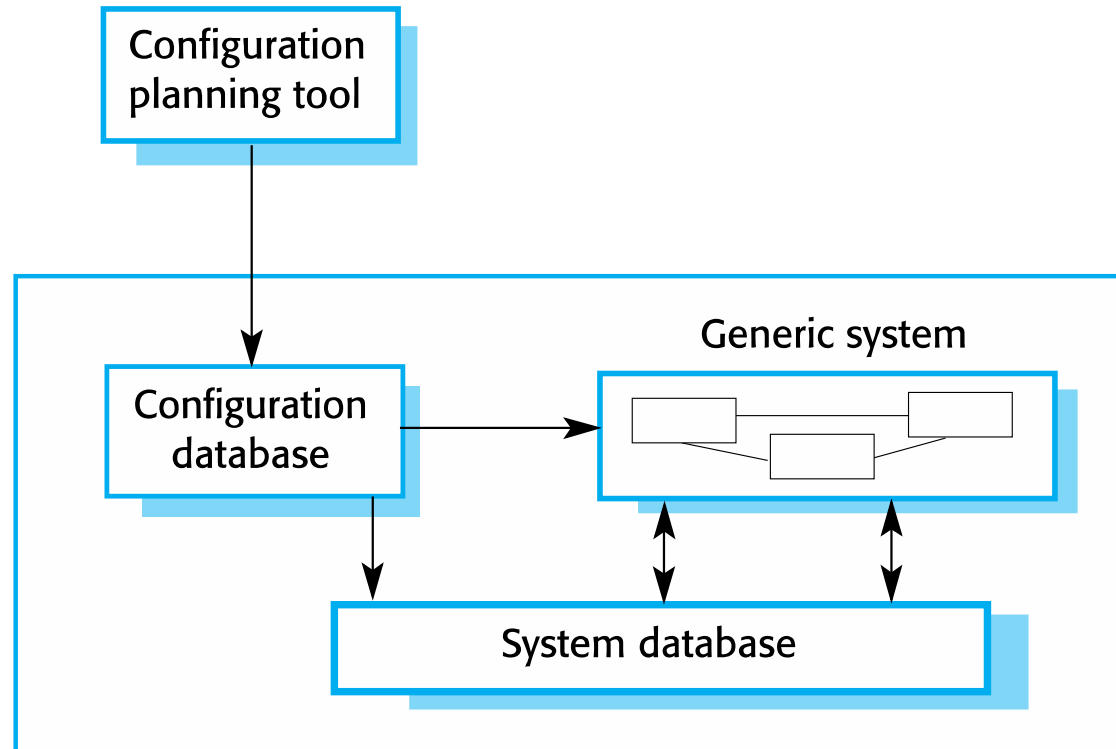 Configuration
planning tool
Generic system
Configuration
database
System database